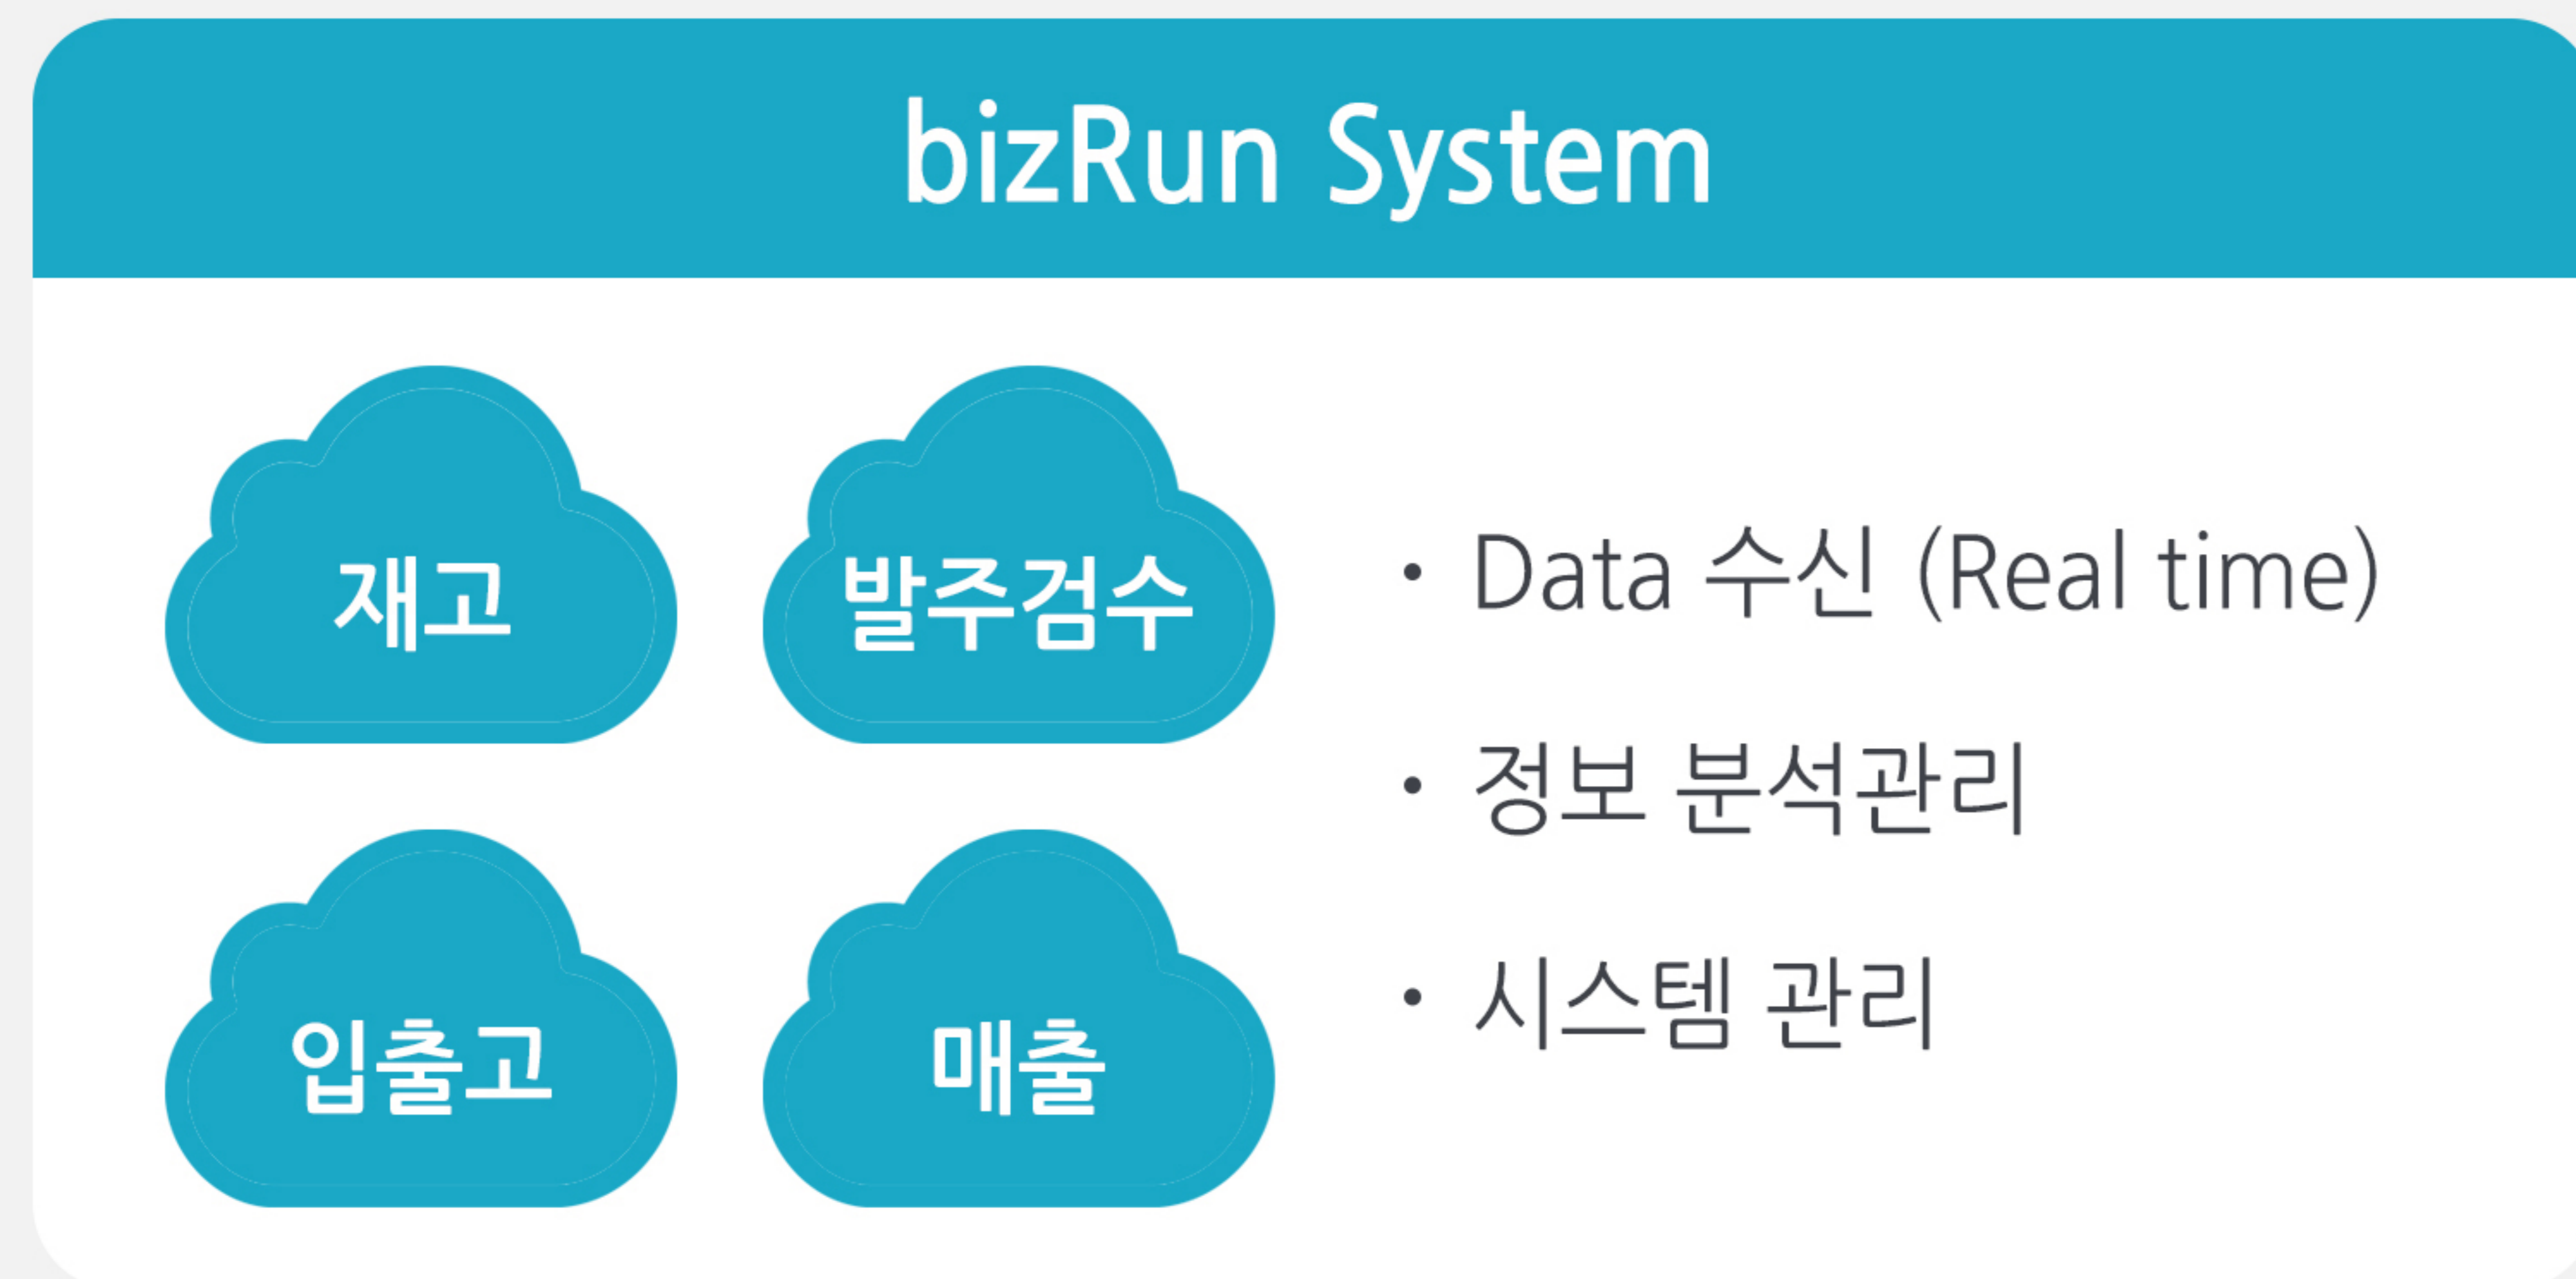 bizRun System
재고
발주검수
입출고
매출
• Data 수신 (Real time)
• 정보 분석관리
• 시스템 관리